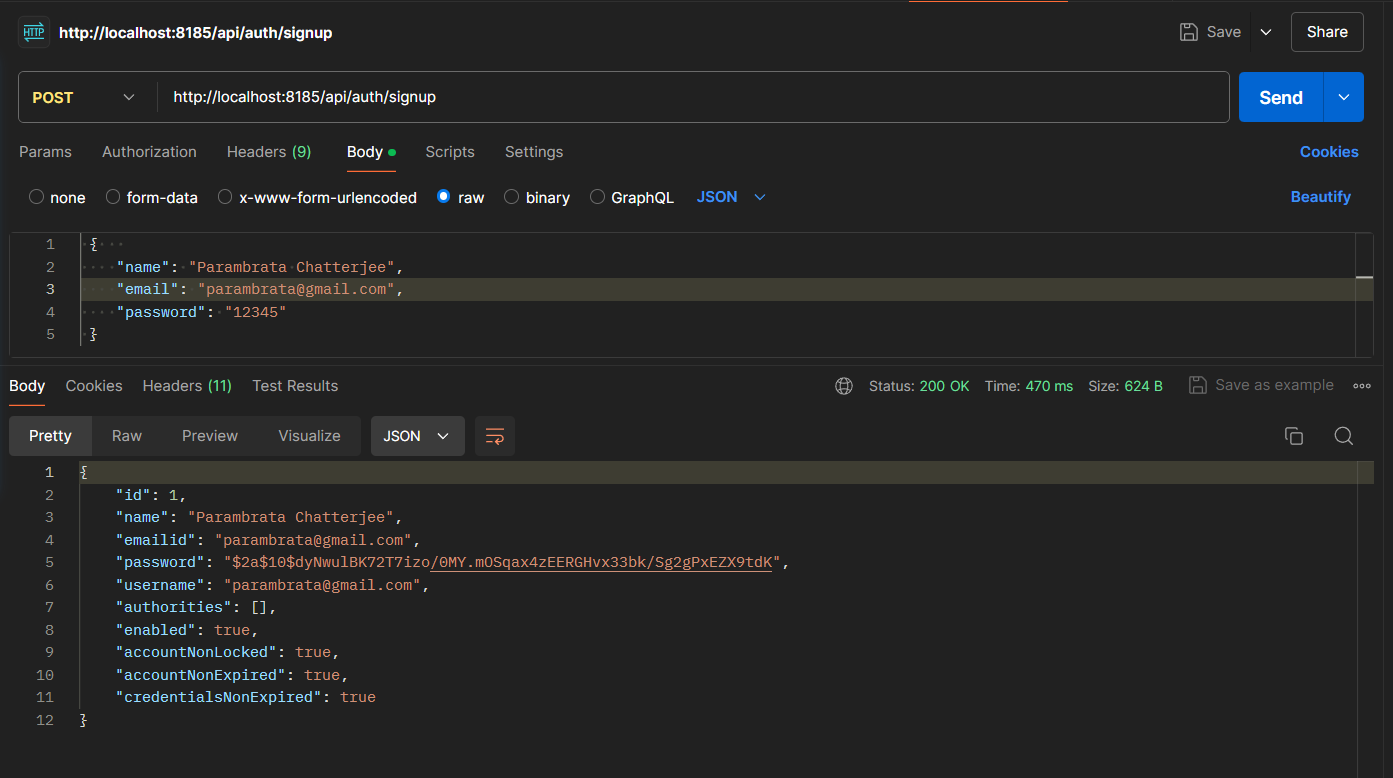 HTTP http://localhost:8185/api/auth/signup Save Share
POST http://localhost:8185/api/auth/signup Send
Params Authorization Headers (9) Body Scripts Settings Cookies
none form-data x-www-form-urlencoded raw binary GraphQL JSON Beautify
1 {
2 "name": "Parambrata Chatterjee",
3 "email": "parambrata@gmail.com",
4 "password": "12345"
5 }
Body Cookies Headers (11) Test Results Status: 200 OK Time: 470 ms Size: 624 B Save as example
Pretty Raw Preview Visualize JSON
1 {
2 "id": 1,
3 "name": "Parambrata Chatterjee",
4 "emailid": "parambrata@gmail.com",
5 "password": "$2a$10$dyNwulBK72T7izo/0MY.mOSqax4zEERGHvx33bk/Sg2gPxEZX9tdK",
6 "username": "parambrata@gmail.com",
7 "authorities": [],
8 "enabled": true,
9 "accountNonLocked": true,
10 "accountNonExpired": true,
11 "credentialsNonExpired": true
12 }